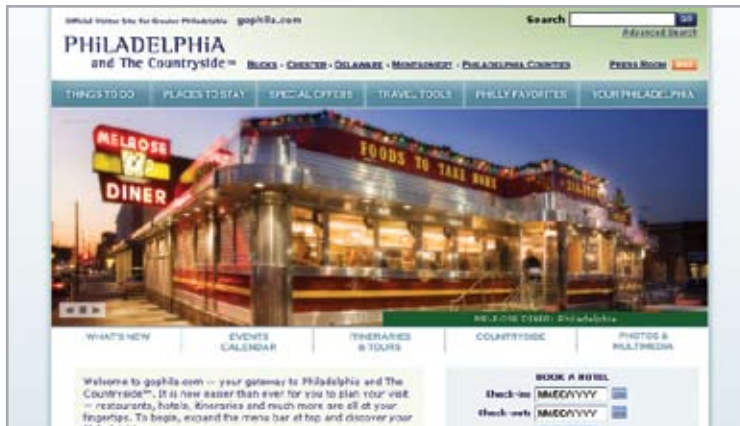 Official Visitor Site for Greater Philadelphia gophila.com
Search GO
Advanced Search
PHiLADELPHiA
and The Countryside™
BUCKS - CHESTER - DELAWARE - MONTGOMERY - PHILADELPHIA COUNTIES
PRESS ROOM
THINGS TO DO PLACES TO STAY SPECIAL OFFERS TRAVEL TOOLS PHILLY FAVORITES YOUR PHILADELPHIA
MELROSE
DINER
FOODS TO TAKE HOME
MELROSE DINER: Philadelphia
WHAT'S NEW
EVENTS
CALENDAR
ITINERARIES
& TOURS
COUNTRYSIDE
PHOTOS &
MULTIMEDIA
Welcome to gophila.com — your gateway to Philadelphia and The
Countryside™. It is now easier than ever for you to plan your visit
— restaurants, hotels, itineraries and much more are all at your
fingertips. To begin, expand the menu bar at top and discover your
BOOK A HOTEL
Check-in: MM/DD/YYYY
Check-out: MM/DD/YYYY